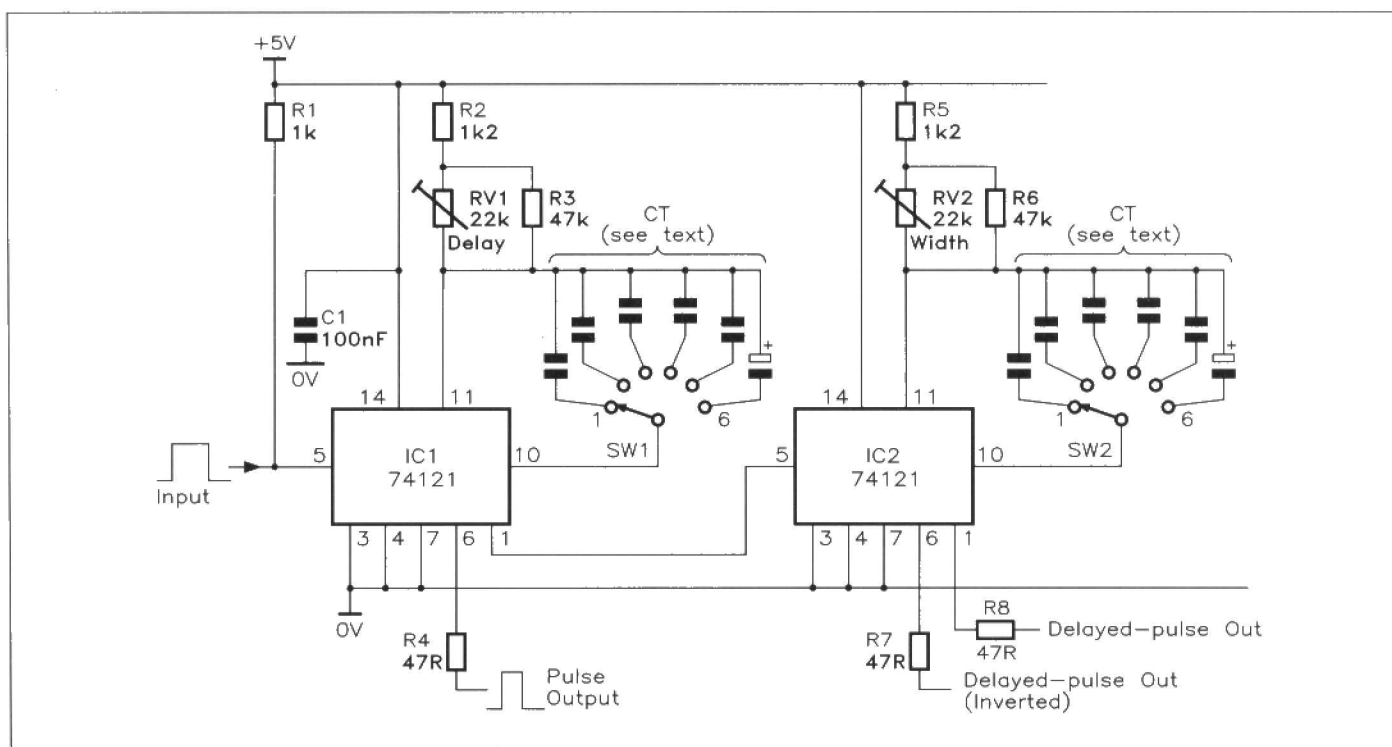 +5V
R1
1k
R2
1k2
R5
1k2
RV1
22k
Delay
R3
47k
CT
(see text)
RV2
22k
Width
R6
47k
CT
(see text)
C1
100nF
0V
+
+
14
11
1
6
SW1
14
11
1
6
SW2
Input
5
IC1
74121
10
5
IC2
74121
10
3
4
7
6
1
3
4
7
6
1
0V
R4
47R
Pulse
Output
R7
47R
R8
47R
Delayed-pulse Out
Delayed-pulse Out
(Inverted)